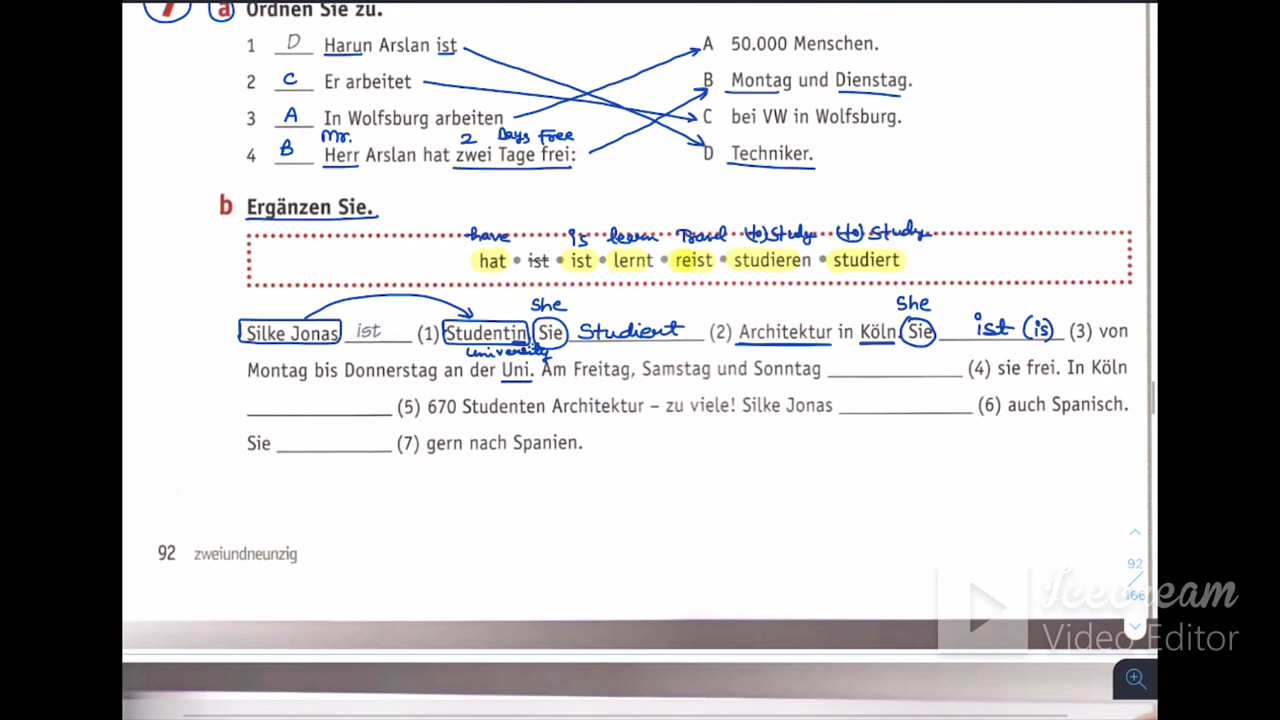 7 a Ordnen Sie zu.
1 D Harun Arslan ist A 50.000 Menschen.
2 C Er arbeitet B Montag und Dienstag.
3 A In Wolfsburg arbeiten C bei VW in Wolfsburg.
Mr. 2 Days Free
4 B Herr Arslan hat zwei Tage frei: D Techniker.
b Ergänzen Sie.
have is learn Travel (to) Study (to) Study
hat • ist • ist • lernt • reist • studieren • studiert
she She
Silke Jonas ist (1) Studentin. Sie Studiert (2) Architektur in Köln. Sie ist (is) (3) von
University
Montag bis Donnerstag an der Uni. Am Freitag, Samstag und Sonntag (4) sie frei. In Köln
(5) 670 Studenten Architektur – zu viele! Silke Jonas (6) auch Spanisch.
Sie (7) gern nach Spanien.
92 zweiundneunzig
92
166
Icecream
Video Editor